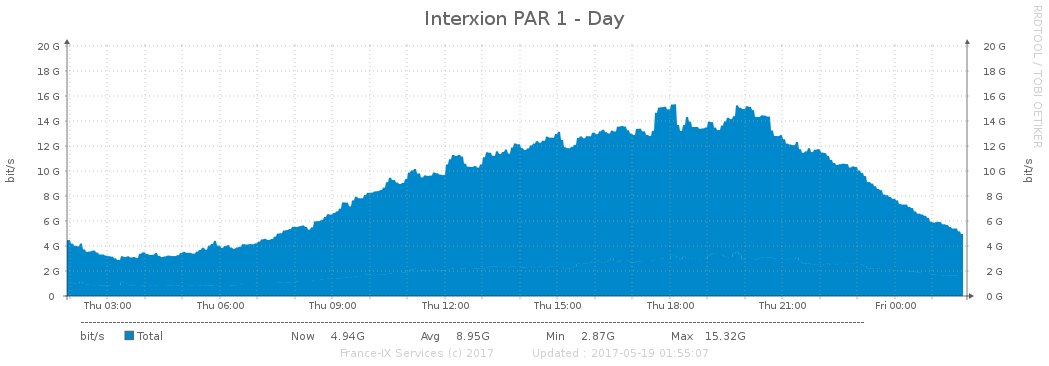 Interxion PAR 1 - Day
RRDTOOL / TOBI OETIKER
20 G 20 G
18 G 18 G
16 G 16 G
14 G 14 G
12 G 12 G
10 G 10 G
8 G 8 G
6 G 6 G
4 G 4 G
2 G 2 G
0 0 G
bit/s
bit/s
Thu 03:00 Thu 06:00 Thu 09:00 Thu 12:00 Thu 15:00 Thu 18:00 Thu 21:00 Fri 00:00
bit/s Total Now 4.94G Avg 8.95G Min 2.87G Max 15.32G
France-IX Services (c) 2017 Updated : 2017-05-19 01:55:07